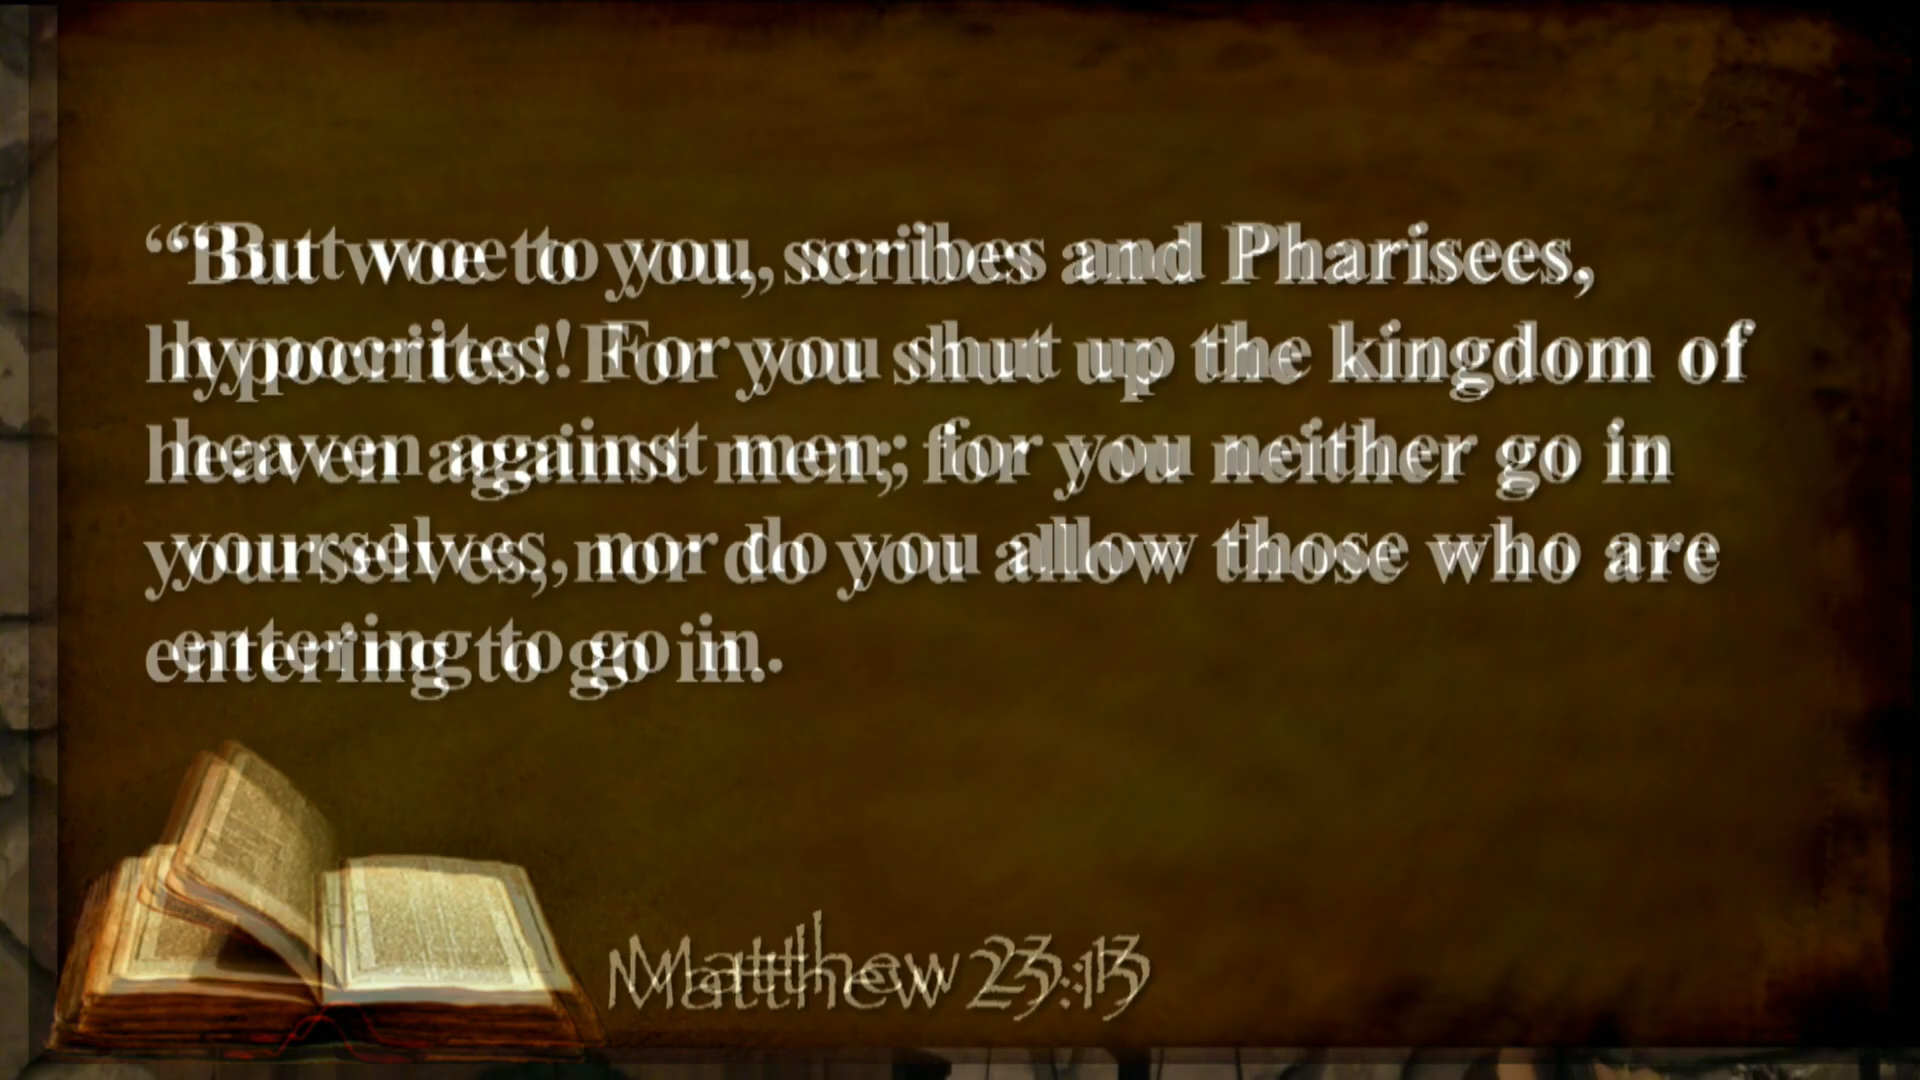 “But woe to you, scribes and Pharisees,
hypocrites! For you shut up the kingdom of
heaven against men; for you neither go in
yourselves, nor do you allow those who are
entering to go in.
Matthew 23:13